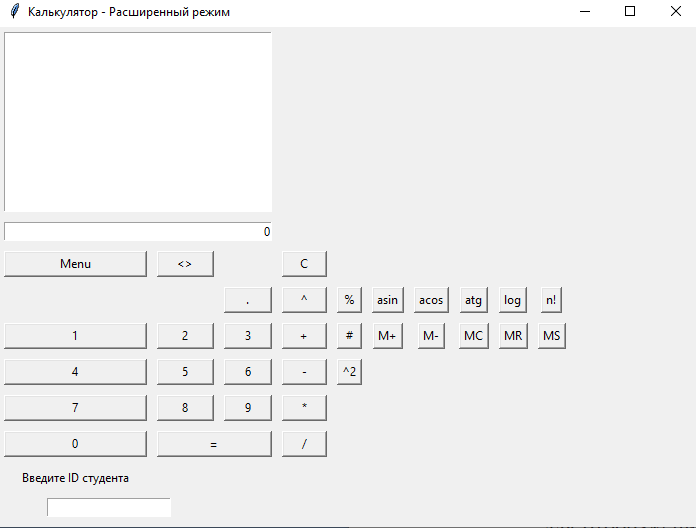 Калькулятор - Расширенный режим
0
Menu <> C
. ^ % asin acos atg log n!
1 2 3 + # M+ M- MC MR MS
4 5 6 - ^2
7 8 9 *
0 = /
Введите ID студента